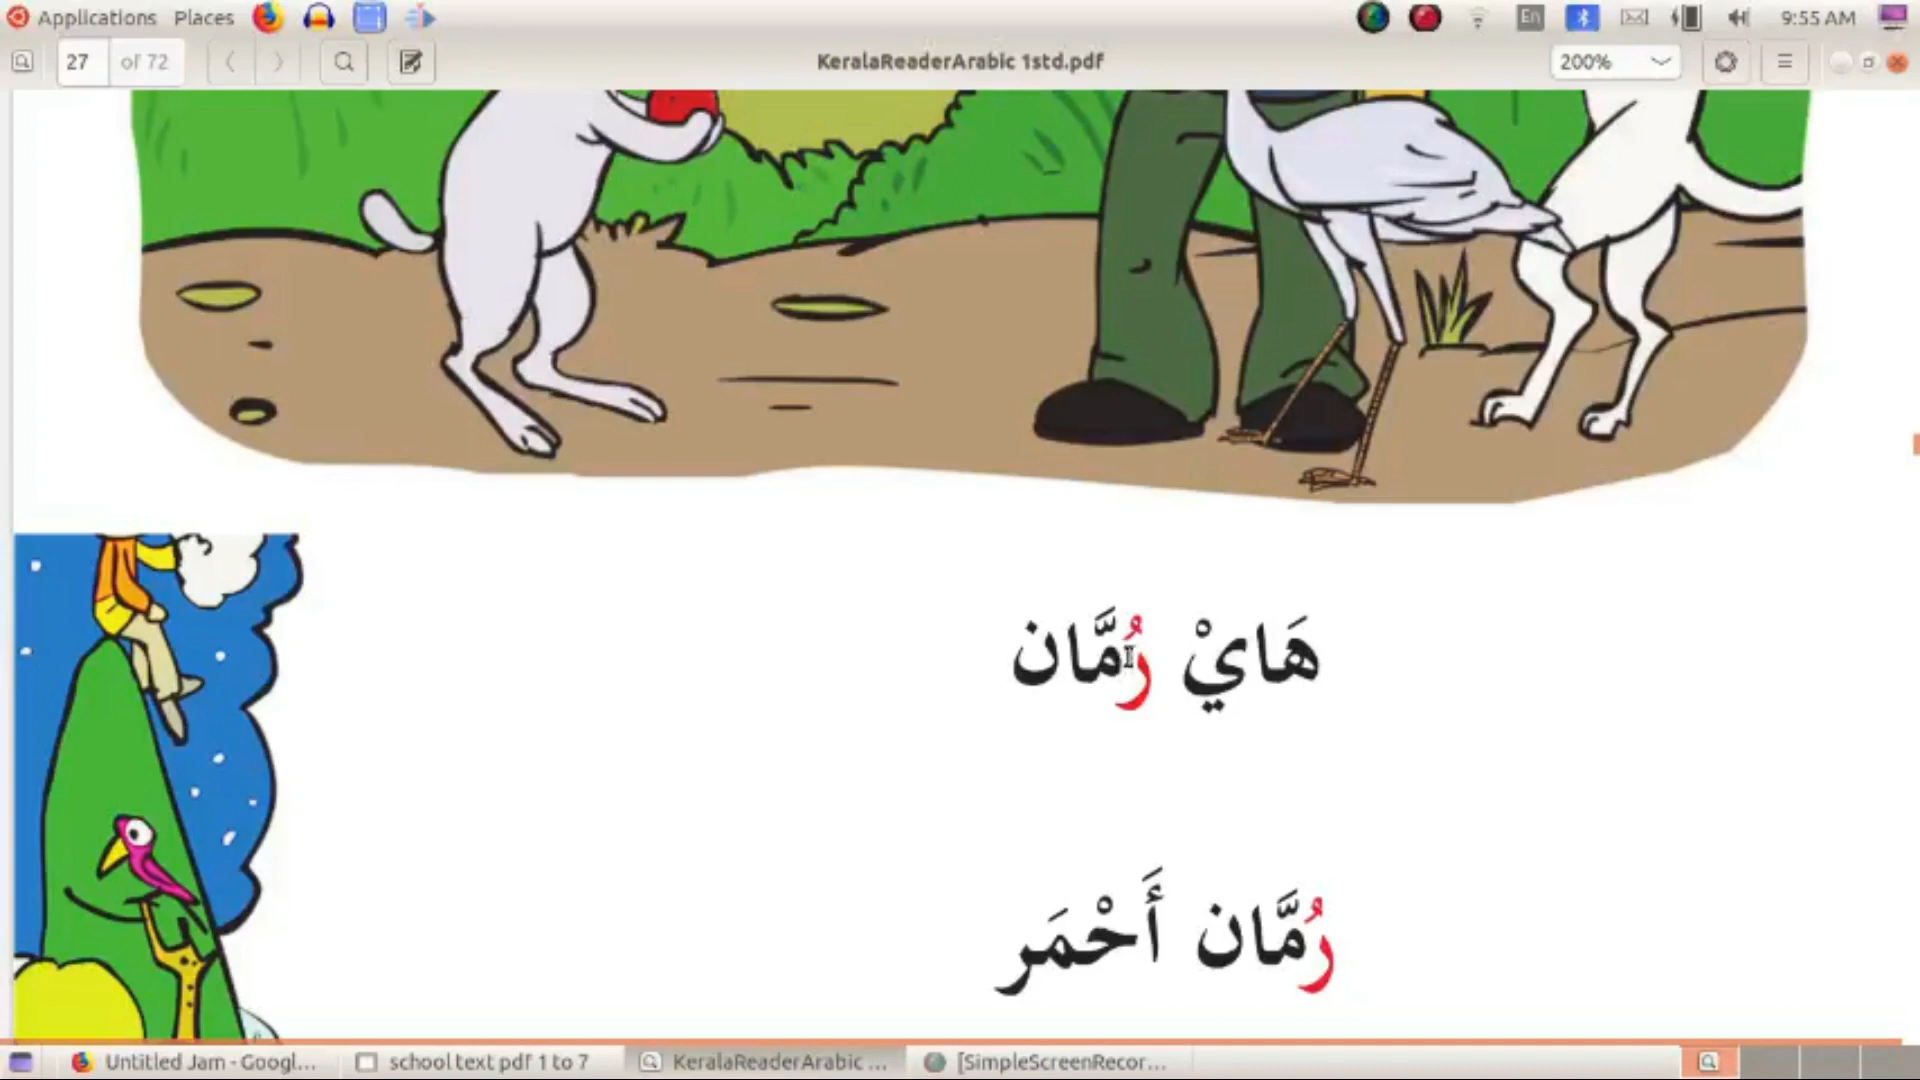 Applications Places En 9:55 AM
27 of 72 KeralaReaderArabic 1std.pdf 200%
هَايْ رُمَّان
رُمَّان أَحْمَر
Untitled Jam - Googl... school text pdf 1 to 7 KeralaReaderArabic ... [SimpleScreenRecor...